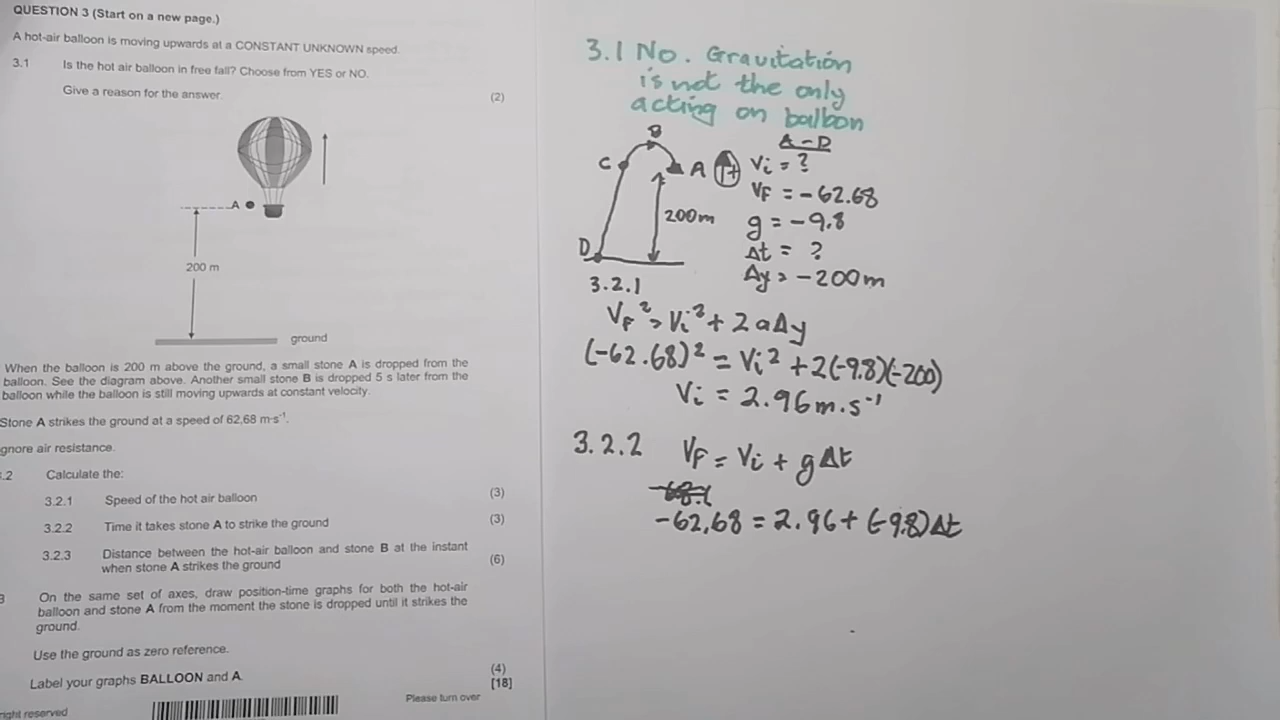 QUESTION 3 (Start on a new page.)
A hot-air balloon is moving upwards at a CONSTANT UNKNOWN speed.
3.1 Is the hot air balloon in free fall? Choose from YES or NO.
Give a reason for the answer. (2)
A
200 m
ground
When the balloon is 200 m above the ground, a small stone A is dropped from the
balloon. See the diagram above. Another small stone B is dropped 5 s later from the
balloon while the balloon is still moving upwards at constant velocity.
Stone A strikes the ground at a speed of 62,68 m·s⁻¹.
gnore air resistance.
.2 Calculate the:
3.2.1 Speed of the hot air balloon (3)
3.2.2 Time it takes stone A to strike the ground (3)
3.2.3 Distance between the hot-air balloon and stone B at the instant
when stone A strikes the ground (6)
3 On the same set of axes, draw position-time graphs for both the hot-air
balloon and stone A from the moment the stone is dropped until it strikes the
ground.
Use the ground as zero reference.
Label your graphs BALLOON and A. (4)
[18]
right reserved
Please turn over
3.1 No. Gravitation
is not the only
acting on balloon
B
C
A
D
200m
+
A-D
Vi = ?
VF = -62.68
g = -9.8
Δt = ?
Δy = -200m
3.2.1
VF² = Vi² + 2aΔy
(-62.68)² = Vi² + 2(-9.8)(-200)
Vi = 2.96 m.s⁻¹
3.2.2 VF = Vi + gΔt
-62,68 = 2.96 + (-9.8)Δt